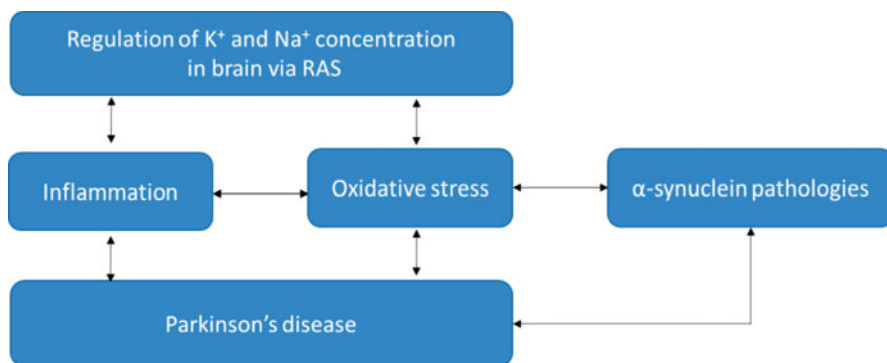 Regulation of K⁺ and Na⁺ concentration
in brain via RAS
Inflammation
Oxidative stress
α-synuclein pathologies
Parkinson's disease